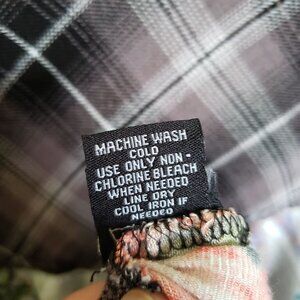 MACHINE WASH
COLD
USE ONLY NON-
CHLORINE BLEACH
WHEN NEEDED
LINE DRY
COOL IRON IF
NEEDED